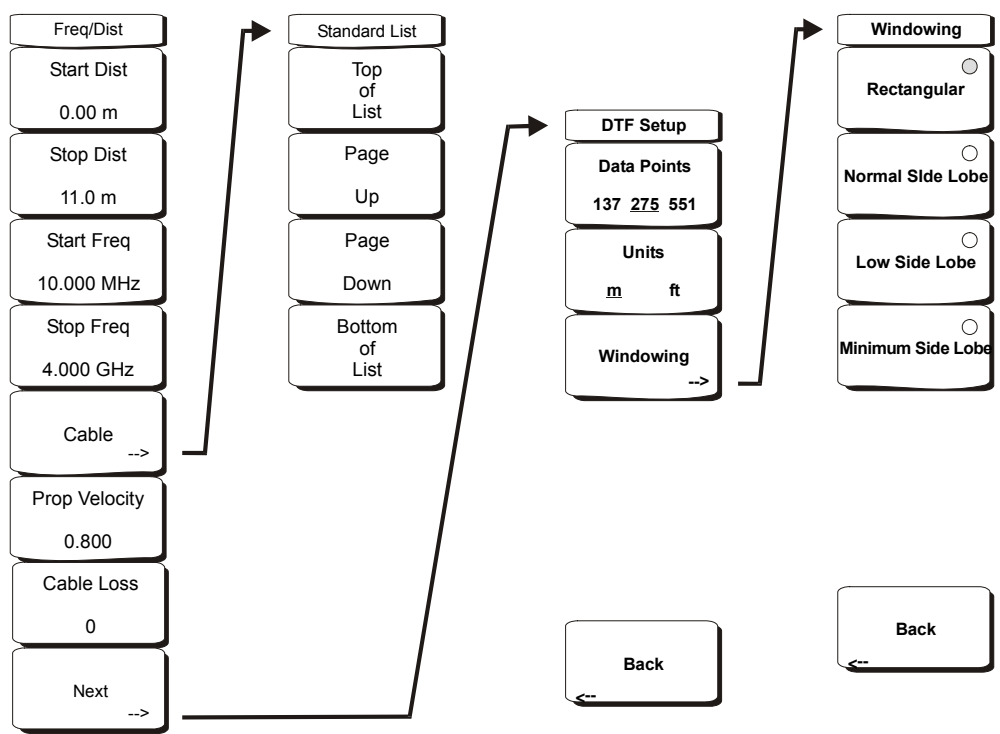 Freq/Dist
Start Dist
0.00 m
Stop Dist
11.0 m
Start Freq
10.000 MHz
Stop Freq
4.000 GHz
Cable
-->
Prop Velocity
0.800
Cable Loss
0
Next
-->
Standard List
Top
of
List
Page
Up
Page
Down
Bottom
of
List
DTF Setup
Data Points
137 275 551
Units
m ft
Windowing
-->
Back
<--
Windowing
Rectangular
Normal SIde Lobe
Low Side Lobe
Minimum Side Lobe
Back
<--